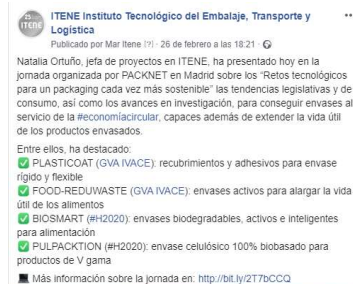 25
ITENE
ITENE Instituto Tecnológico del Embalaje, Transporte y
Logística
Publicado por Mar Itene [?] · 26 de febrero a las 18:21 ·
Natalia Ortuño, jefa de proyectos en ITENE, ha presentado hoy en la
jornada organizada por PACKNET en Madrid sobre los "Retos tecnológicos
para un packaging cada vez más sostenible" las tendencias legislativas y de
consumo, así como los avances en investigación, para conseguir envases al
servicio de la #economíacircular, capaces además de extender la vida útil
de los productos envasados.
Entre ellos, ha destacado:
✅ PLASTICOAT (GVA IVACE): recubrimientos y adhesivos para envase
rígido y flexible
✅ FOOD-REDUWASTE (GVA IVACE): envases activos para alargar la vida
útil de los alimentos
✅ BIOSMART (#H2020): envases biodegradables, activos e inteligentes
para alimentación
✅ PULPACKTION (#H2020): envase celulósico 100% biobasado para
productos de V gama
💻 Más información sobre la jornada en: http://bit.ly/2T7bCCQ